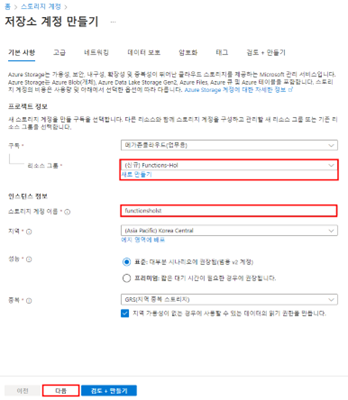 홈 > 스토리지 계정 >
저장소 계정 만들기 ...
기본 사항 고급 네트워킹 데이터 보호 암호화 태그 검토 + 만들기
Azure Storage는 가용성, 보안, 내구성, 확장성 및 중복성이 뛰어난 클라우드 스토리지를 제공하는 Microsoft 관리 서비스입니다.
Azure Storage는 Azure Blob(개체), Azure Data Lake Storage Gen2, Azure Files, Azure 큐 및 Azure 테이블을 포함합니다. 스토리
지 계정의 비용은 사용량 및 아래에서 선택한 옵션에 따라 다릅니다. Azure Storage 계정에 대한 자세한 정보
프로젝트 정보
새 스토리지 계정을 만들 구독을 선택합니다. 다른 리소스와 함께 스토리지 계정을 구성하고 관리할 새 리소스 그룹 또는 기존 리
소스 그룹을 선택합니다.
구독 *
리소스 그룹 * (신규) Functions-Hol
새로 만들기
인스턴스 정보
스토리지 계정 이름 * functionsholst
지역 * (Asia Pacific) Korea Central
에지 영역에 배포
성능 * 표준: 대부분 시나리오에 권장됨(범용 v2 계정)
프리미엄: 짧은 대기 시간이 필요한 경우에 권장합니다.
중복 * GRS(지역 중복 스토리지)
지역 가용성이 없는 경우에 사용할 수 있는 데이터의 읽기 권한을 만듭니다.
이전 다음 검토 + 만들기